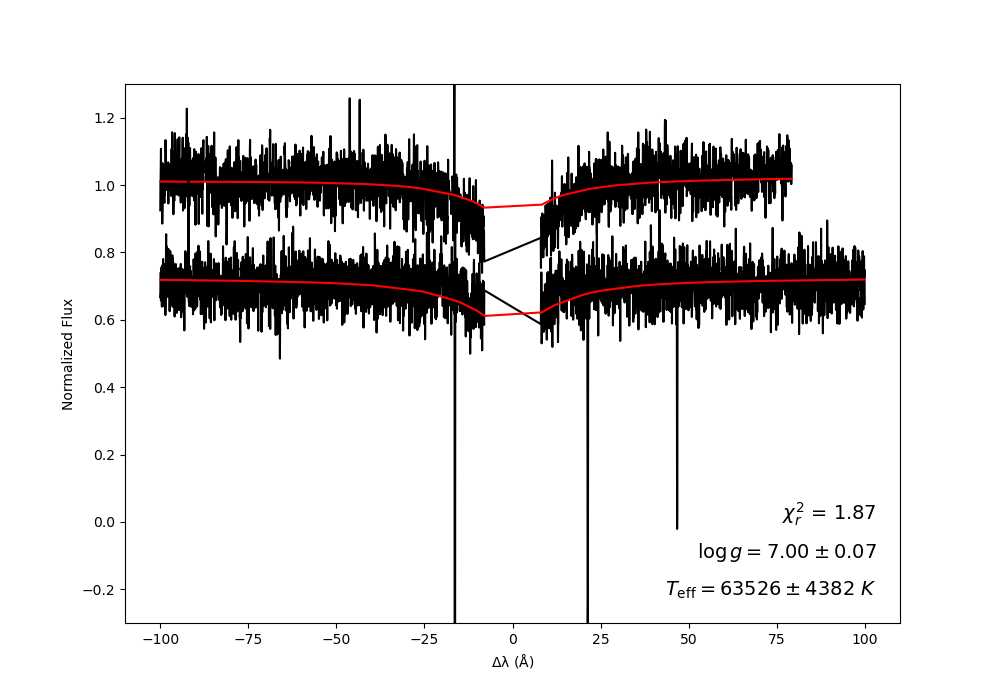 1.2
1.0
0.8
0.6
0.4
0.2
0.0
−0.2
Normalized Flux
χ²ᵣ = 1.87
log g = 7.00 ± 0.07
T_eff = 63526 ± 4382 K
−100 −75 −50 −25 0 25 50 75 100
Δλ (Å)